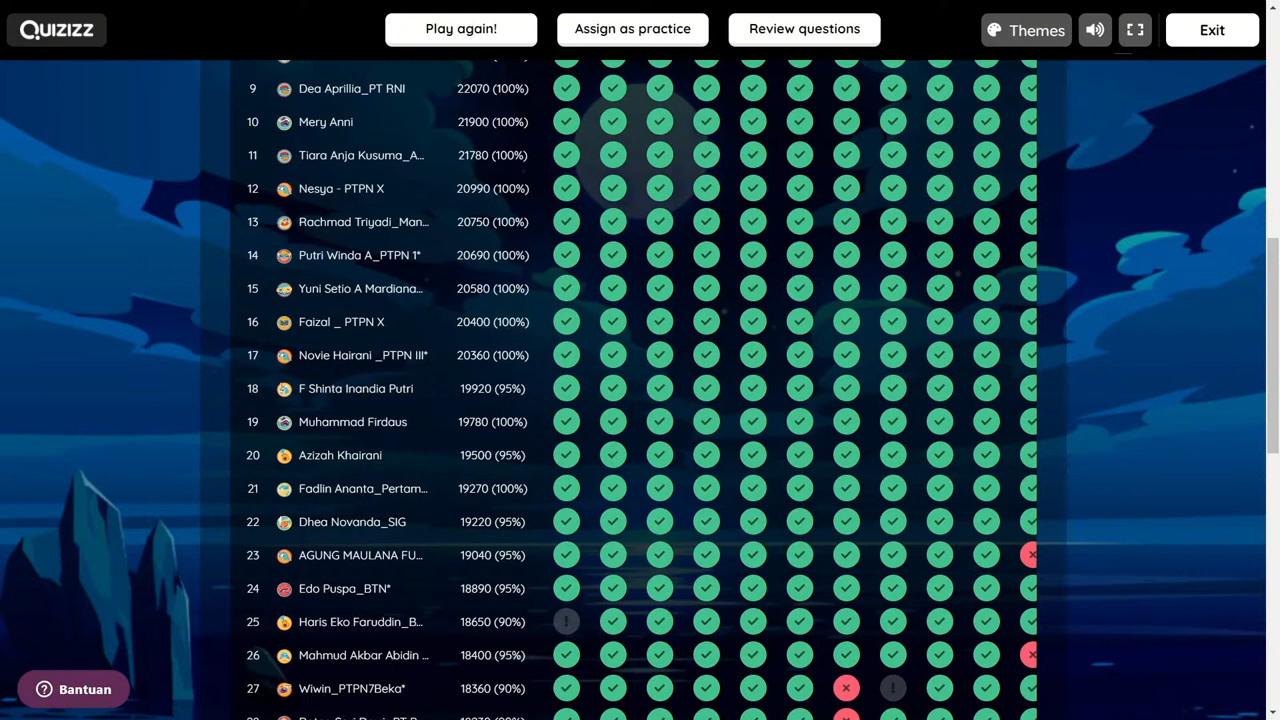 QUIZIZZ
Play again!
Assign as practice
Review questions
Themes
Exit
9 Dea Aprillia_PT RNI 22070 (100%)
10 Mery Anni 21900 (100%)
11 Tiara Anja Kusuma_A... 21780 (100%)
12 Nesya - PTPN X 20990 (100%)
13 Rachmad Triyadi_Man... 20750 (100%)
14 Putri Winda A_PTPN 1* 20690 (100%)
15 Yuni Setio A Mardiana... 20580 (100%)
16 Faizal _ PTPN X 20400 (100%)
17 Novie Hairani _PTPN III* 20360 (100%)
18 F Shinta Inandia Putri 19920 (95%)
19 Muhammad Firdaus 19780 (100%)
20 Azizah Khairani 19500 (95%)
21 Fadlin Ananta_Pertam... 19270 (100%)
22 Dhea Novanda_SIG 19220 (95%)
23 AGUNG MAULANA FU... 19040 (95%)
24 Edo Puspa_BTN* 18890 (95%)
25 Haris Eko Faruddin_B... 18650 (90%)
26 Mahmud Akbar Abidin ... 18400 (95%)
27 Wiwin_PTPN7Beka* 18360 (90%)
Bantuan